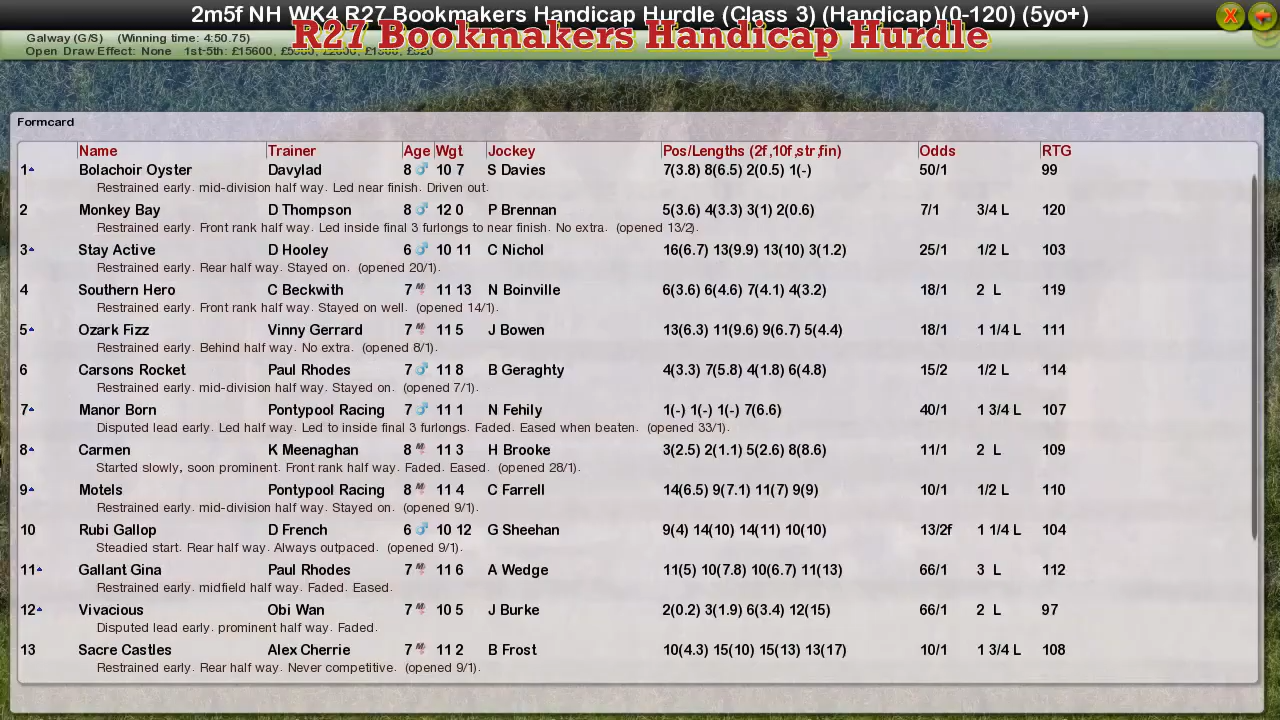 2m5f NH WK4 R27 Bookmakers Handicap Hurdle (Class 3) (Handicap)(0-120) (5yo+)
R27 Bookmakers Handicap Hurdle
Galway (G/S) (Winning time: 4:50.75)
Open Draw Effect: None 1st-5th: £15600,
Formcard
Name Trainer Age Wgt Jockey Pos/Lengths (2f,10f,str,fin) Odds RTG
1 Bolachoir Oyster Davylad 8 10 7 S Davies 7(3.8) 8(6.5) 2(0.5) 1(-) 50/1 99
Restrained early. mid-division half way. Led near finish. Driven out.
2 Monkey Bay D Thompson 8 12 0 P Brennan 5(3.6) 4(3.3) 3(1) 2(0.6) 7/1 3/4 L 120
Restrained early. Front rank half way. Led inside final 3 furlongs to near finish. No extra. (opened 13/2).
3 Stay Active D Hooley 6 10 11 C Nichol 16(6.7) 13(9.9) 13(10) 3(1.2) 25/1 1/2 L 103
Restrained early. Rear half way. Stayed on. (opened 20/1).
4 Southern Hero C Beckwith 7 11 13 N Boinville 6(3.6) 6(4.6) 7(4.1) 4(3.2) 18/1 2 L 119
Restrained early. Front rank half way. Stayed on well. (opened 14/1).
5 Ozark Fizz Vinny Gerrard 7 11 5 J Bowen 13(6.3) 11(9.6) 9(6.7) 5(4.4) 18/1 1 1/4 L 111
Restrained early. Behind half way. No extra. (opened 8/1).
6 Carsons Rocket Paul Rhodes 7 11 8 B Geraghty 4(3.3) 7(5.8) 4(1.8) 6(4.8) 15/2 1/2 L 114
Restrained early. mid-division half way. Stayed on. (opened 7/1).
7 Manor Born Pontypool Racing 7 11 1 N Fehily 1(-) 1(-) 1(-) 7(6.6) 40/1 1 3/4 L 107
Disputed lead early. Led half way. Led to inside final 3 furlongs. Faded. Eased when beaten. (opened 33/1).
8 Carmen K Meenaghan 8 11 3 H Brooke 3(2.5) 2(1.1) 5(2.6) 8(8.6) 11/1 2 L 109
Started slowly, soon prominent. Front rank half way. Faded. Eased. (opened 28/1).
9 Motels Pontypool Racing 8 11 4 C Farrell 14(6.5) 9(7.1) 11(7) 9(9) 10/1 1/2 L 110
Restrained early. mid-division half way. Stayed on. (opened 9/1).
10 Rubi Gallop D French 6 10 12 G Sheehan 9(4) 14(10) 14(11) 10(10) 13/2f 1 1/4 L 104
Steadied start. Rear half way. Always outpaced. (opened 9/1).
11 Gallant Gina Paul Rhodes 7 11 6 A Wedge 11(5) 10(7.8) 10(6.7) 11(13) 66/1 3 L 112
Restrained early. midfield half way. Faded. Eased.
12 Vivacious Obi Wan 7 10 5 J Burke 2(0.2) 3(1.9) 6(3.4) 12(15) 66/1 2 L 97
Disputed lead early. prominent half way. Faded.
13 Sacre Castles Alex Cherrie 7 11 2 B Frost 10(4.3) 15(10) 15(13) 13(17) 10/1 1 3/4 L 108
Restrained early. Rear half way. Never competitive. (opened 9/1).